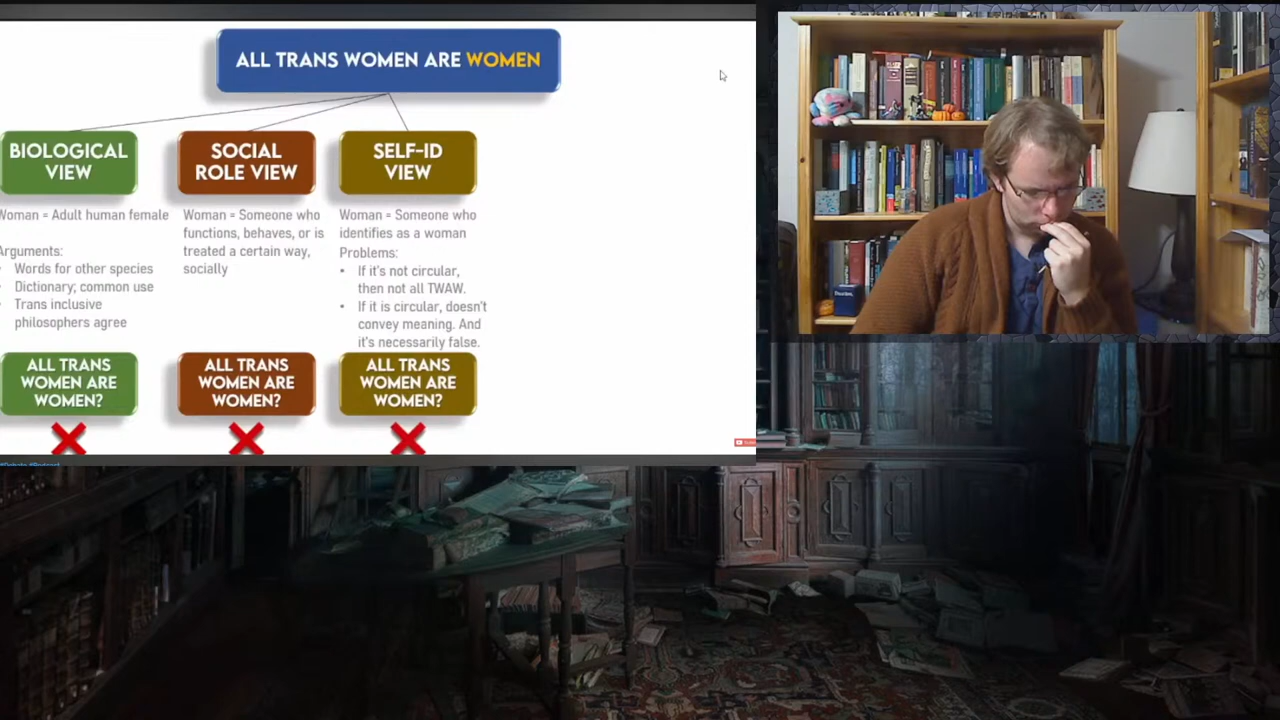 ALL TRANS WOMEN ARE WOMEN
BIOLOGICAL
VIEW
Woman = Adult human female
Arguments:
• Words for other species
• Dictionary; common use
• Trans inclusive
philosophers agree
ALL TRANS
WOMEN ARE
WOMEN?
SOCIAL
ROLE VIEW
Woman = Someone who
functions, behaves, or is
treated a certain way,
socially
ALL TRANS
WOMEN ARE
WOMEN?
SELF-ID
VIEW
Woman = Someone who
identifies as a woman
Problems:
• If it's not circular,
then not all TWAW.
• If it is circular, doesn't
convey meaning. And
it's necessarily false.
ALL TRANS
WOMEN ARE
WOMEN?